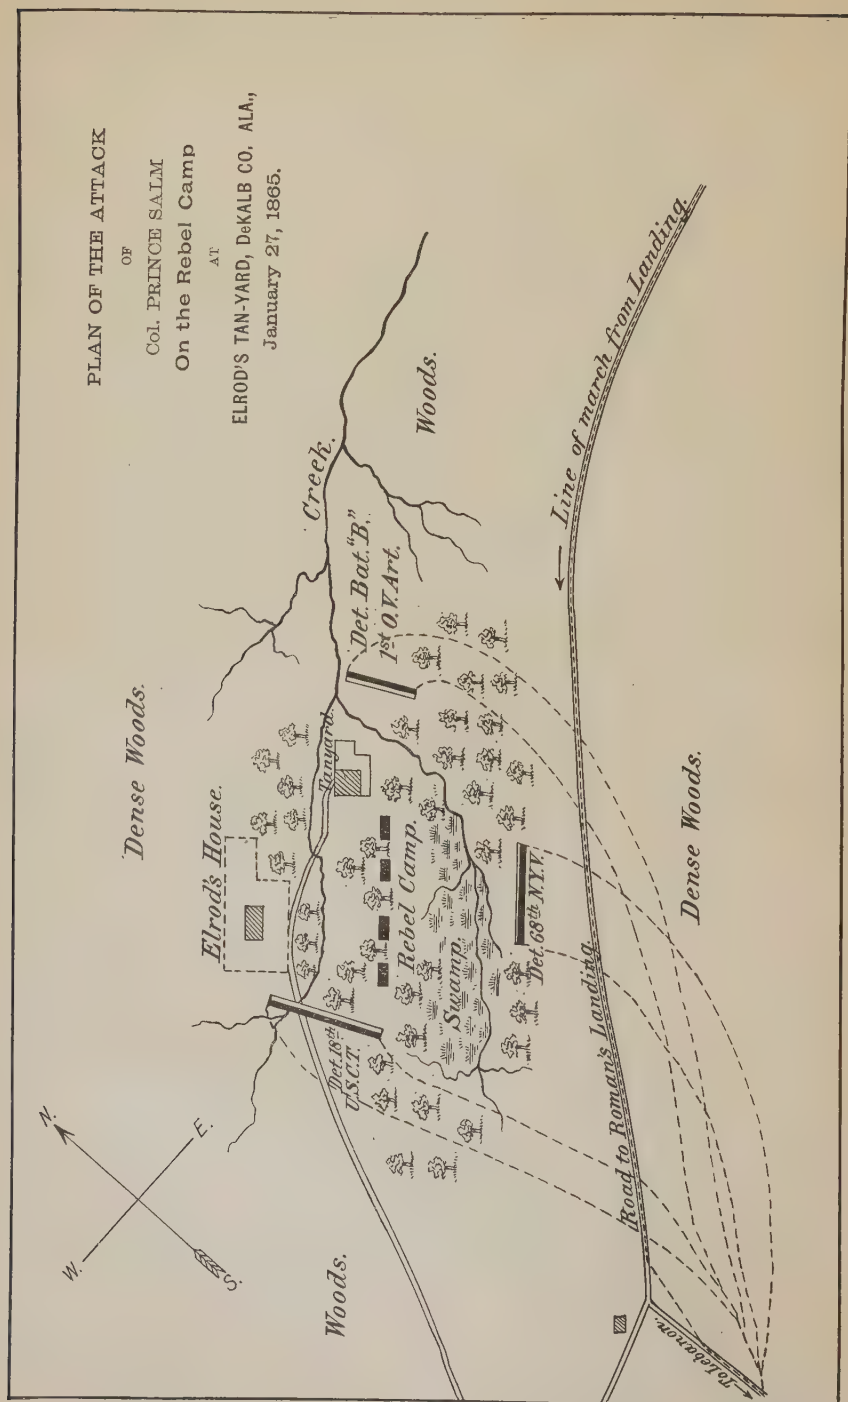 PLAN OF THE ATTACK
OF
Col. PRINCE SALM
On the Rebel Camp
AT
ELROD'S TAN-YARD, DEKALB CO. ALA.,
January 27, 1865.
Woods.
Creek.
Det. Bat. "B,"
1st O.V. Art.
Line of march from Landing.
Dense Woods.
Elrod's House.
Tanyard.
Rebel Camp.
Swamp.
Det. 68th N.Y.V.
Dense Woods.
Det. 18th
U.S.C.T.
Road to Roman's Landing.
N.
E.
W.
S.
Woods.
To Lebanon.